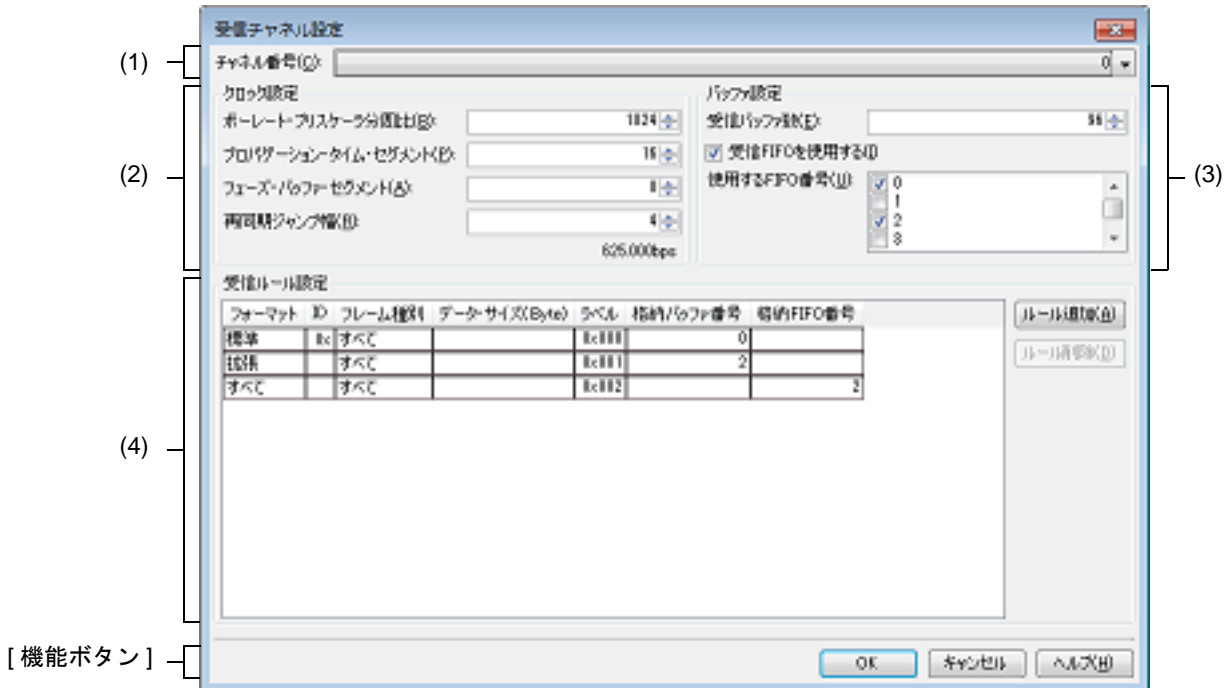 受信チャネル設定
(1)
チャネル番号(C): 0
クロック設定
ボーレート・プリスケーラ分周比(B): 1024
プロパゲーション・タイム・セグメント(P): 16
フェーズ・バッファ・セグメント(A): 8
再同期ジャンプ幅(R): 4
625.000bps
(2)
バッファ設定
受信バッファ数(E): 96
受信FIFOを使用する(I)
使用するFIFO番号(U):
0
1
2
3
(3)
受信ルール設定
フォーマット ID フレーム種別 データ・サイズ(Byte) ラベル 格納バッファ番号 格納FIFO番号
標準 0x すべて 0x000 0
拡張 すべて 0x001 2
すべて すべて 0x002 2
ルール追加(A)
ルール削除(D)
(4)
[機能ボタン]
OK キャンセル ヘルプ(H)